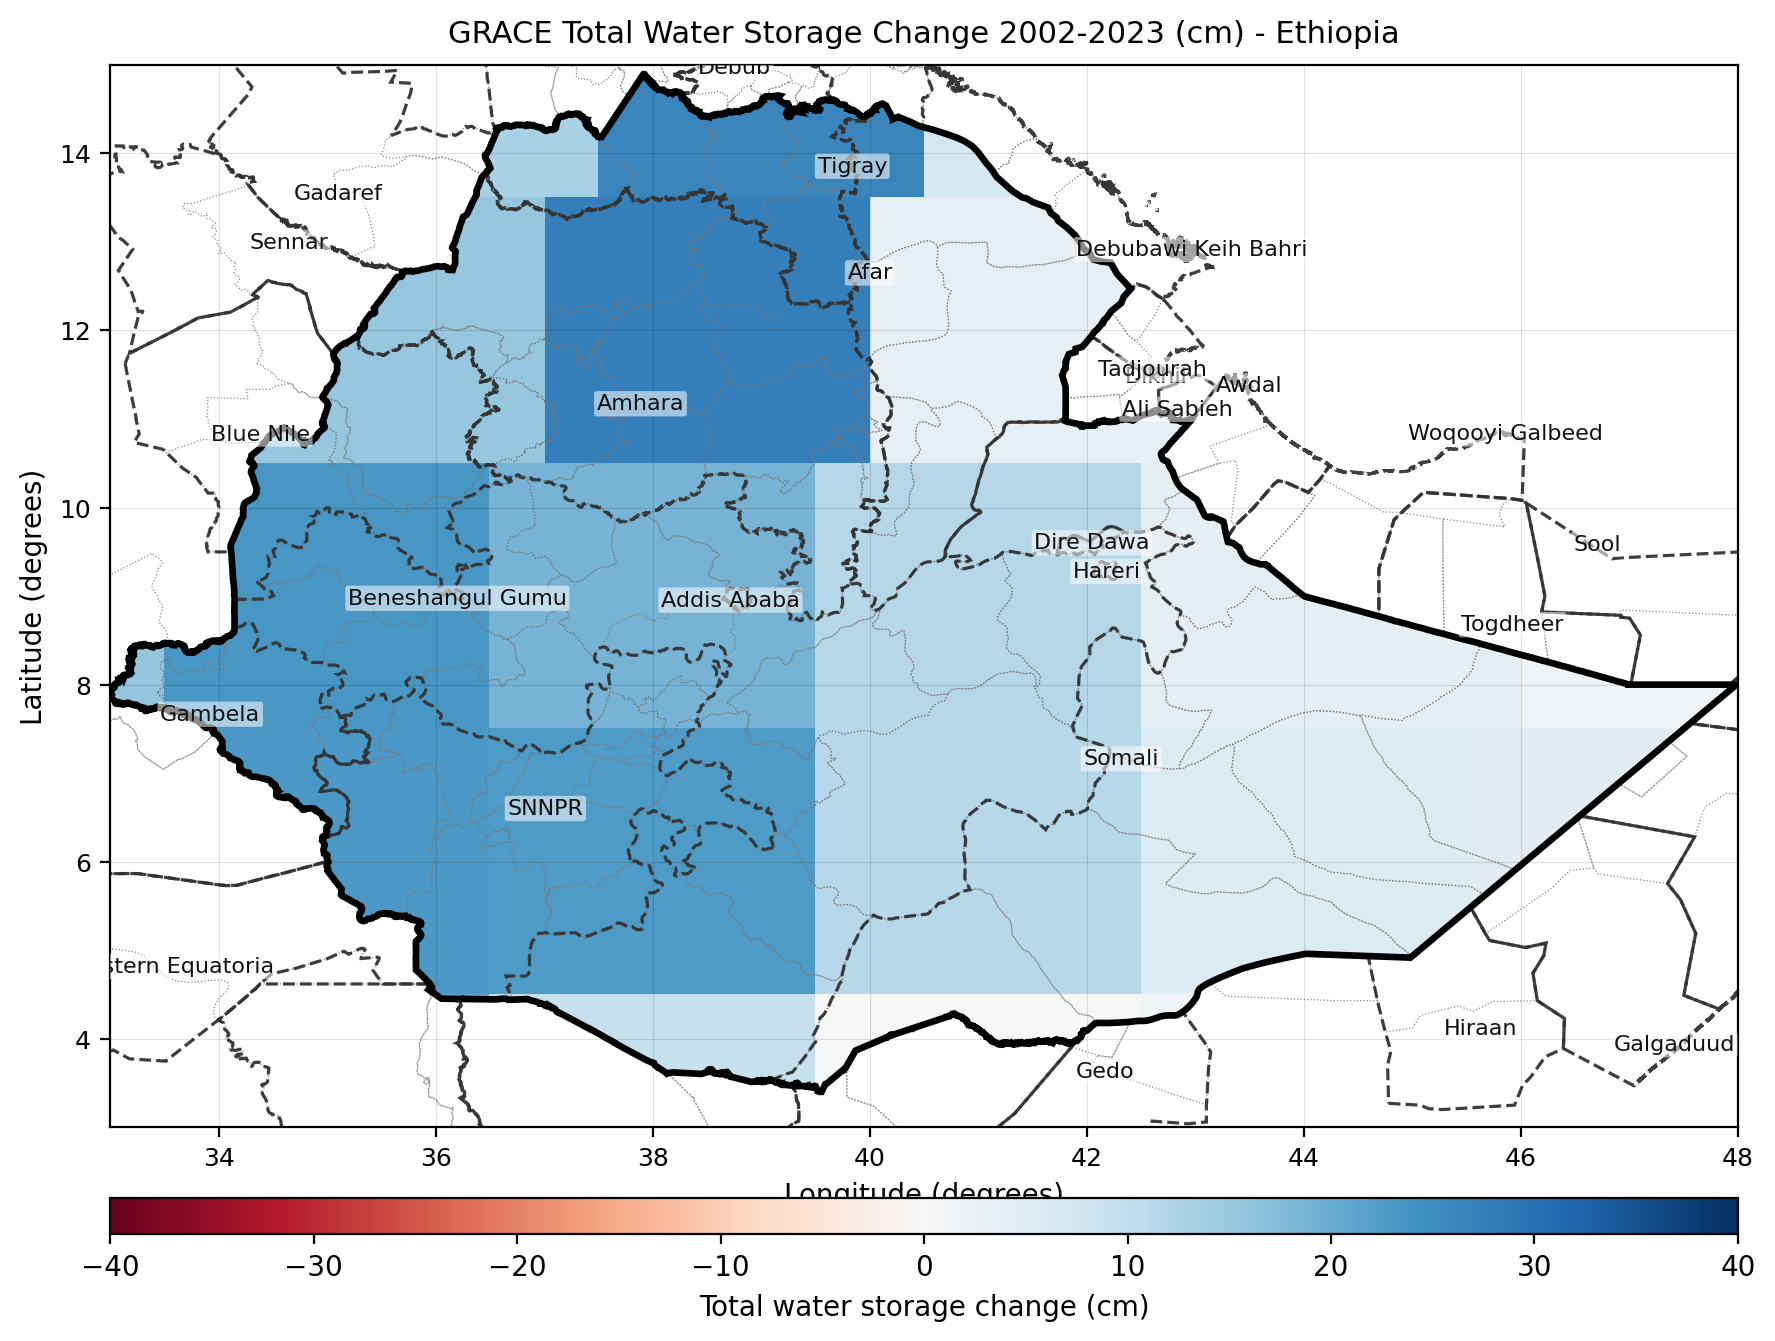 GRACE Total Water Storage Change 2002-2023 (cm) - Ethiopia
Debub
14
Tigray
Gadaref
Sennar
Debubawi Keih Bahri
Afar
12
Tadjourah
Awdal
Amhara
Ali Sabieh
Blue Nile
Woqooyi Galbeed
10
Dire Dawa
Sool
Hareri
Beneshangul Gumu
Addis Ababa
Togdheer
8
Gambela
Somali
SNNPR
6
stern Equatoria
4
Hiraan
Galgaduud
Gedo
Latitude (degrees)
34 36 38 40 42 44 46 48
Longitude (degrees)
−40 −30 −20 −10 0 10 20 30 40
Total water storage change (cm)